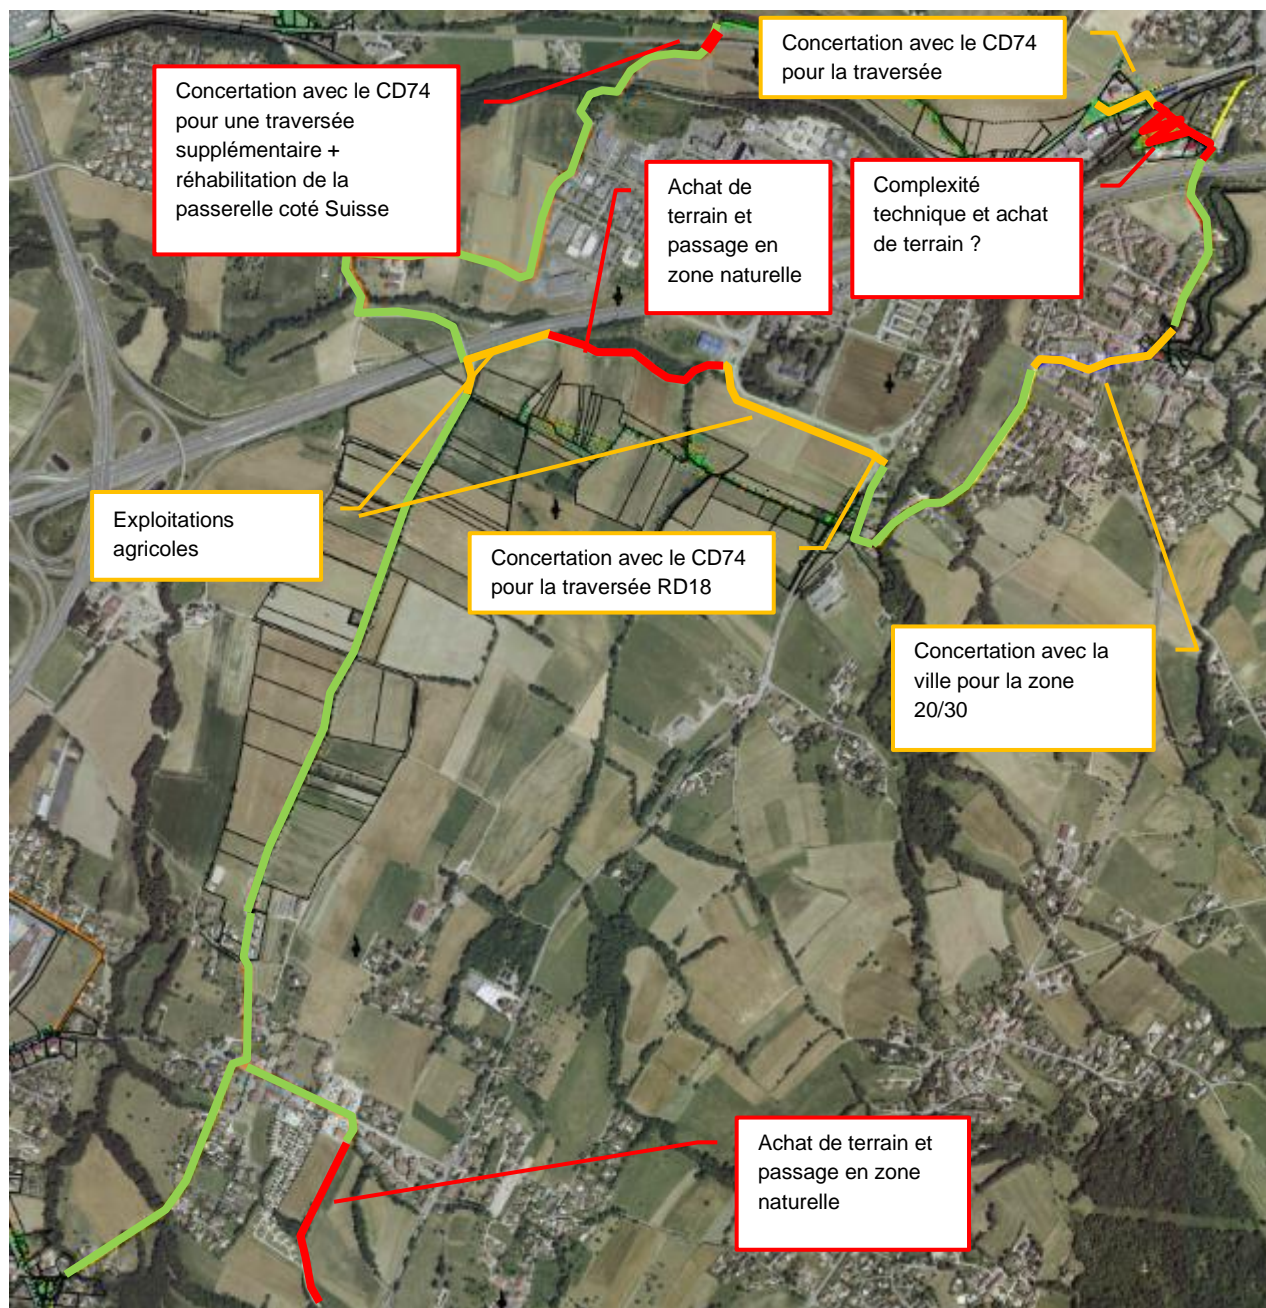 Concertation avec le CD74
pour la traversée
Concertation avec le CD74
pour une traversée
supplémentaire +
réhabilitation de la
passerelle coté Suisse
Achat de
terrain et
passage en
zone naturelle
Complexité
technique et achat
de terrain ?
Exploitations
agricoles
Concertation avec le CD74
pour la traversée RD18
Concertation avec la
ville pour la zone
20/30
Achat de terrain et
passage en zone
naturelle